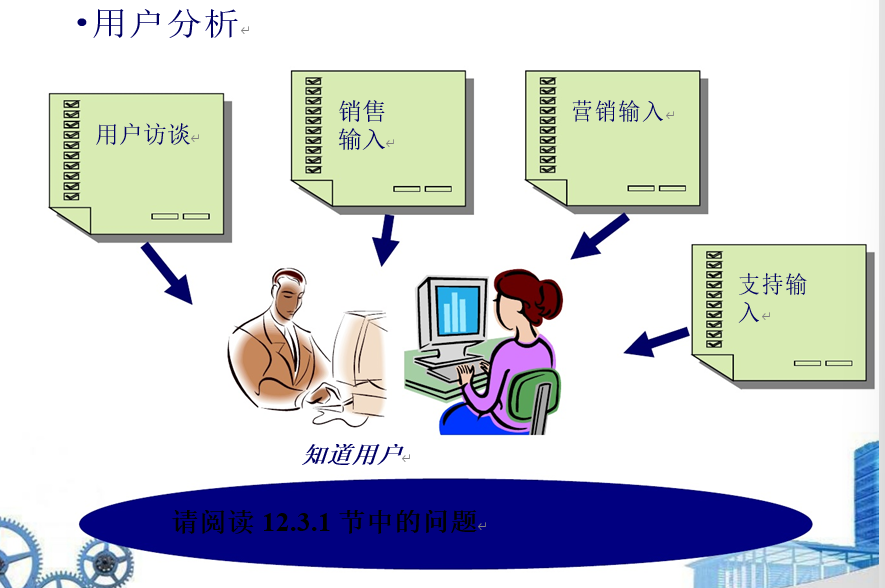 •用户分析
用户访谈
销售
输入
营销输入
支持输
入
知道用户
请阅读 12.3.1 节中的问题